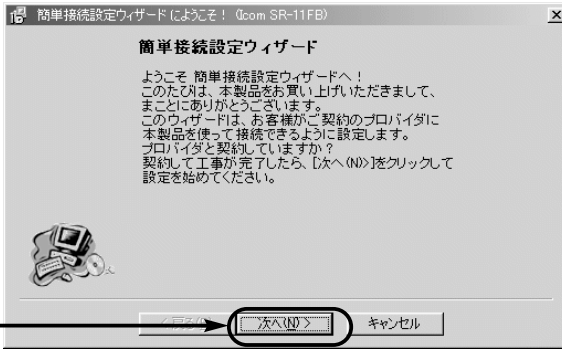 簡単接続設定ウィザード にようこそ！ (Icom SR-11FB)
簡単接続設定ウィザード
ようこそ 簡単接続設定ウィザードへ！
このたびは、本製品をお買い上げいただきまして、
まことにありがとうございます。
このウィザードは、お客様がご契約のプロバイダに
本製品を使って接続できるように設定します。
プロバイダと契約していますか？
契約して工事が完了したら、[次へ(N)>]をクリックして
設定を始めてください。
次へ(N) >
キャンセル